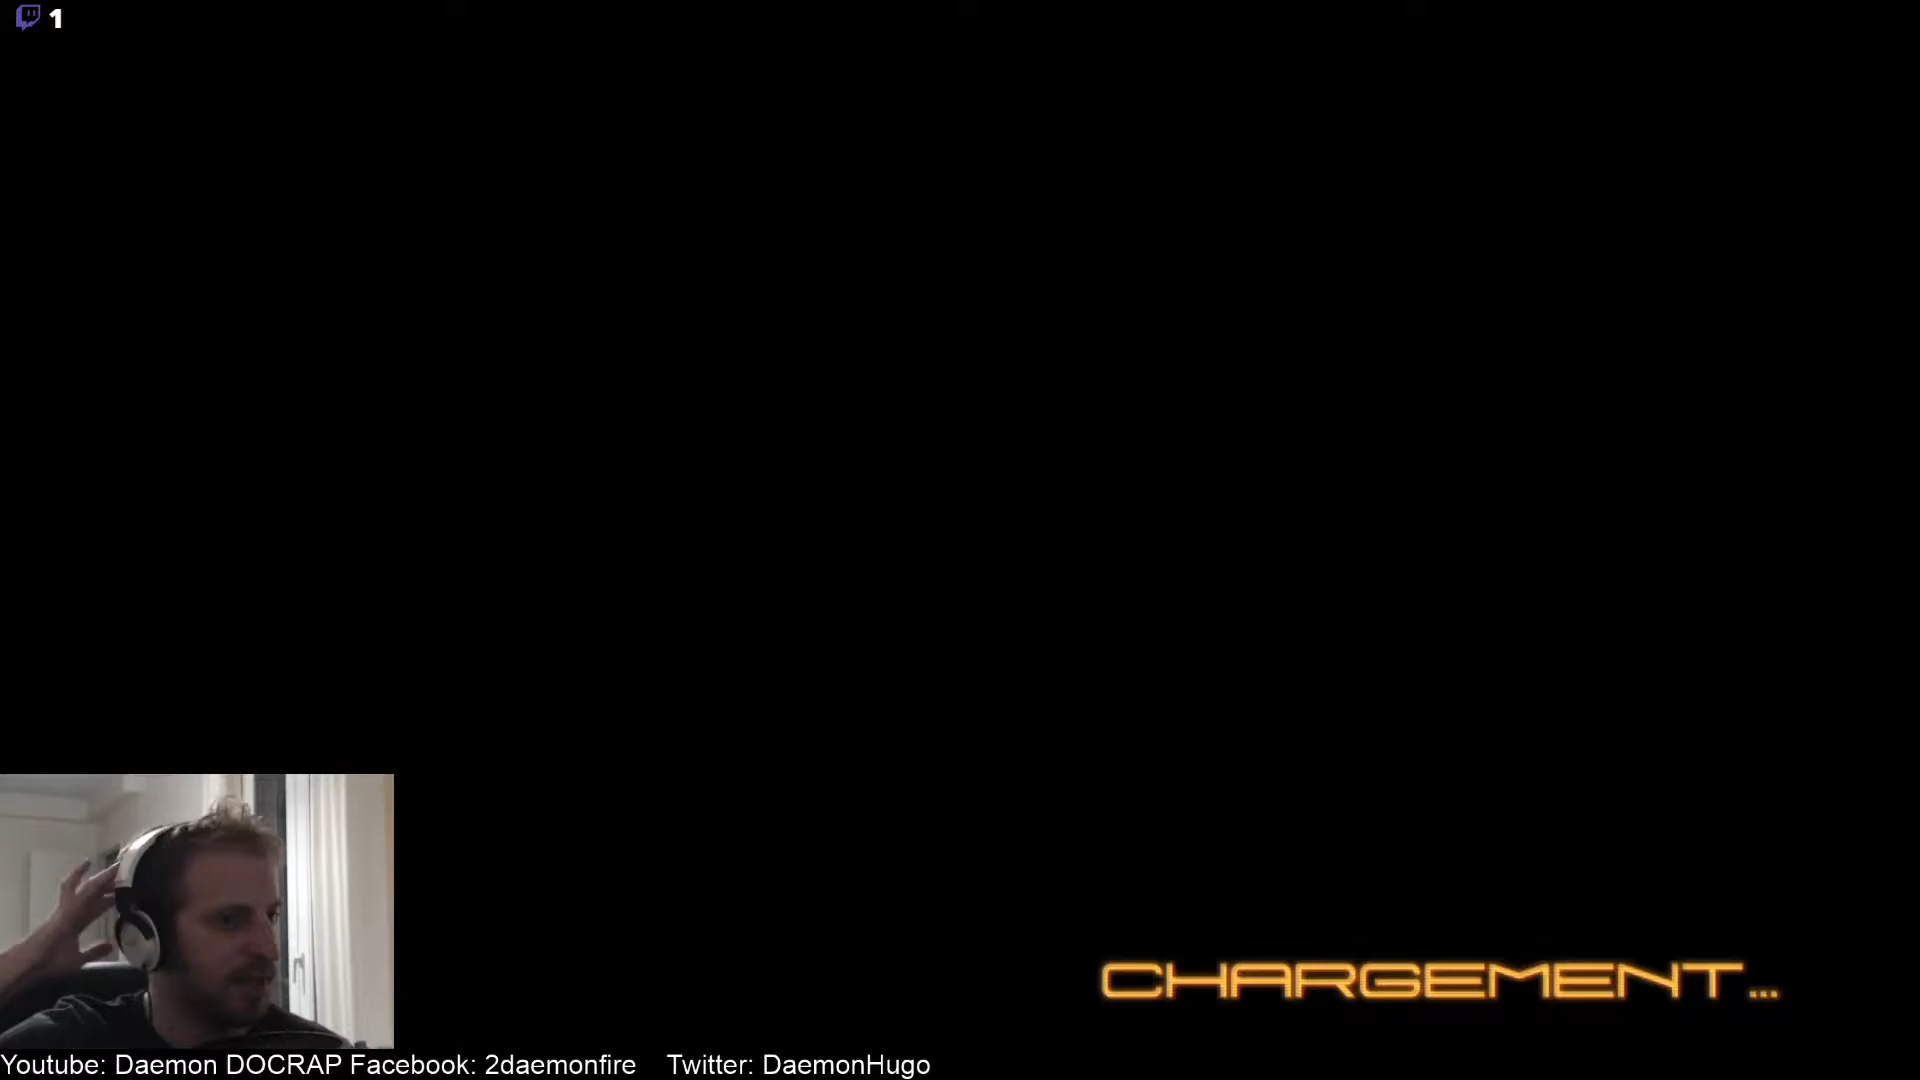 1
CHARGEMENT...
Youtube: Daemon DOCRAP Facebook: 2daemonfire Twitter: DaemonHugo